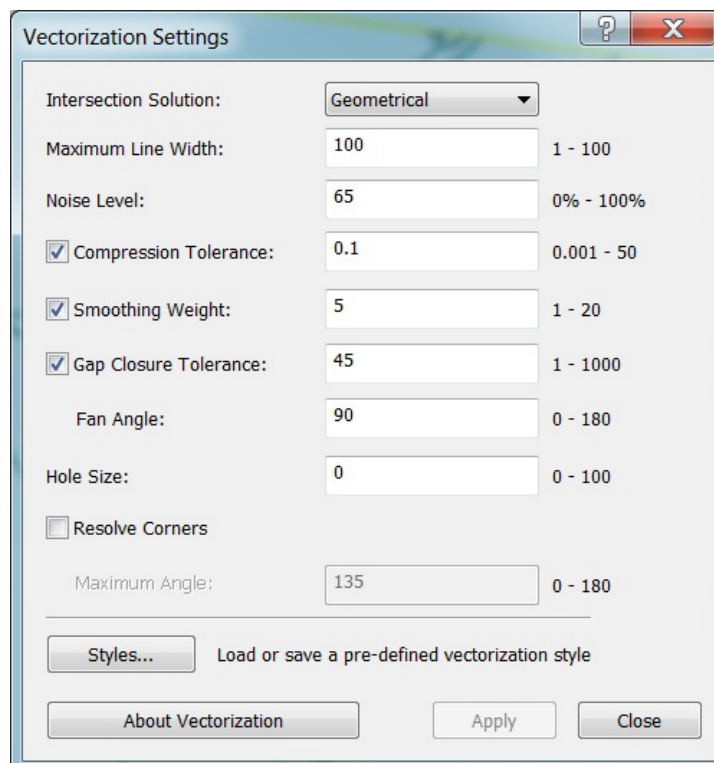 Vectorization Settings ? X
Intersection Solution: Geometrical
Maximum Line Width: 100 1 - 100
Noise Level: 65 0% - 100%
Compression Tolerance: 0.1 0.001 - 50
Smoothing Weight: 5 1 - 20
Gap Closure Tolerance: 45 1 - 1000
Fan Angle: 90 0 - 180
Hole Size: 0 0 - 100
Resolve Corners
Maximum Angle: 135 0 - 180
Styles... Load or save a pre-defined vectorization style
About Vectorization Apply Close